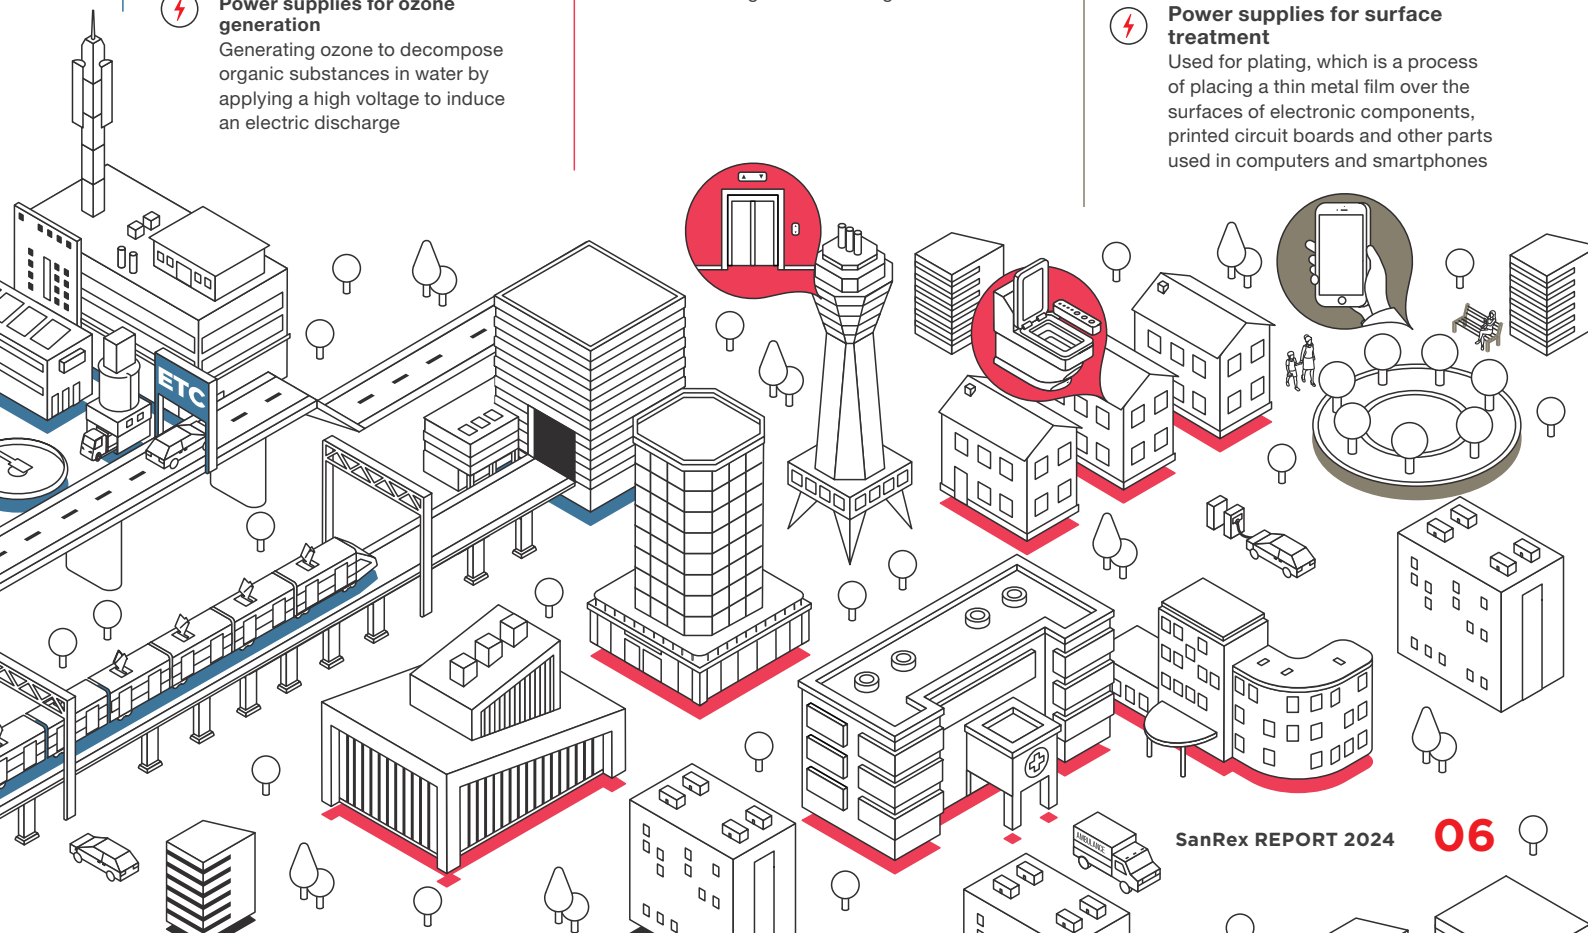 Power supplies for ozone
generation
Generating ozone to decompose
organic substances in water by
applying a high voltage to induce
an electric discharge
Power supplies for surface
treatment
Used for plating, which is a process
of placing a thin metal film over the
surfaces of electronic components,
printed circuit boards and other parts
used in computers and smartphones
ETC
AMBULANCE
SanRex REPORT 2024
06